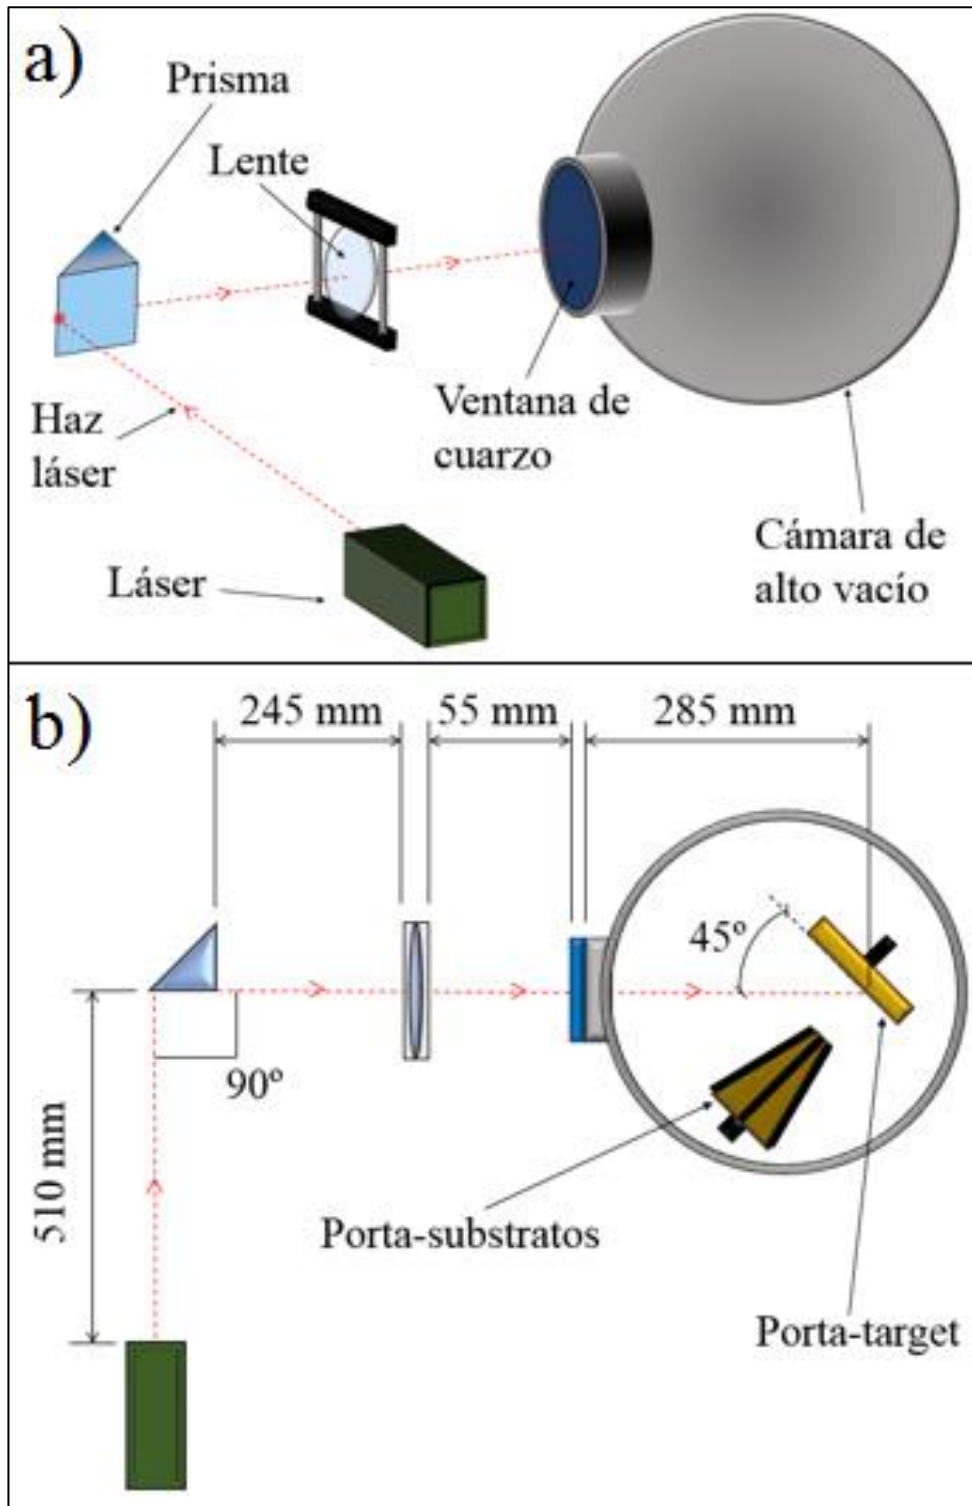 a)
Prisma
Lente
Haz
láser
Ventana de
cuarzo
Láser
Cámara de
alto vacío
b)
245 mm
55 mm
285 mm
45º
90º
510 mm
Porta-substratos
Porta-target